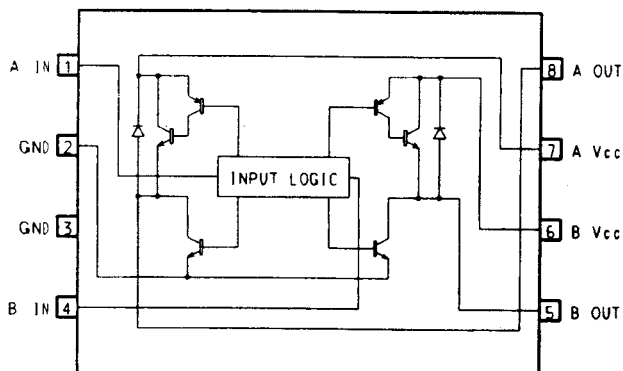 A IN 1
GND 2
GND 3
B IN 4
INPUT LOGIC
8 A OUT
7 A Vcc
6 B Vcc
5 B OUT